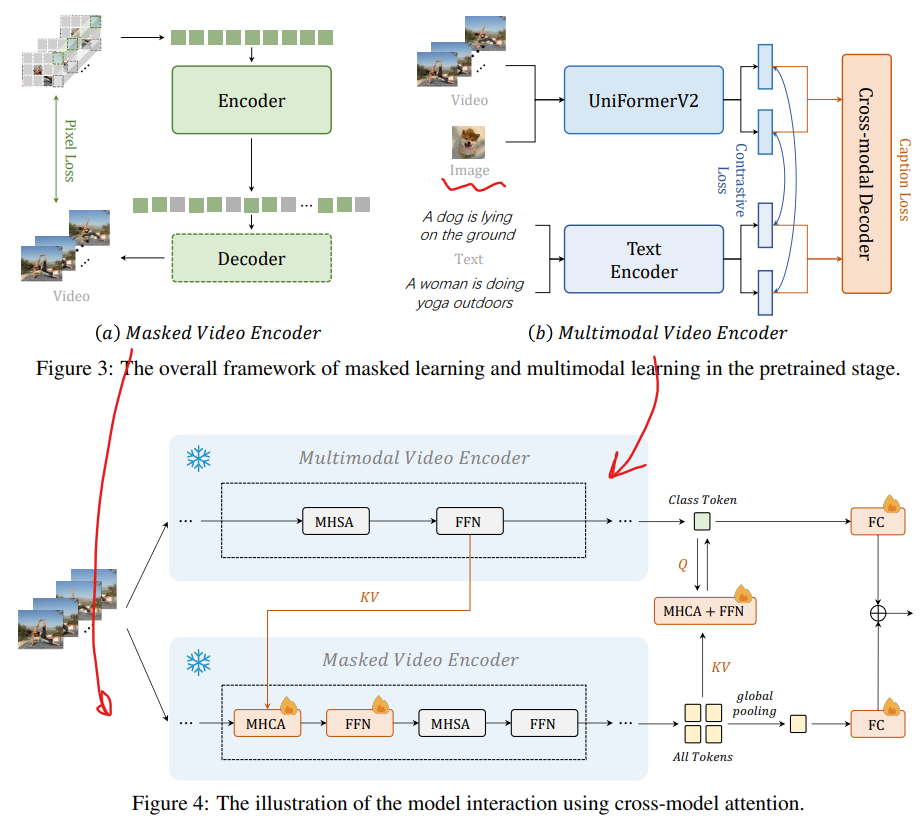 Encoder
Pixel Loss
Decoder
Video
(a) Masked Video Encoder
Video
Image
UniFormerV2
A dog is lying
on the ground
Text
A woman is doing
yoga outdoors
Text
Encoder
Contrastive
Loss
Cross-modal Decoder
Caption Loss
(b) Multimodal Video Encoder
Figure 3: The overall framework of masked learning and multimodal learning in the pretrained stage.
Multimodal Video Encoder
... MHSA FFN ...
Class Token
FC
Q
KV
MHCA + FFN
KV
Masked Video Encoder
... MHCA FFN MHSA FFN ...
global
pooling
All Tokens
FC
Figure 4: The illustration of the model interaction using cross-model attention.